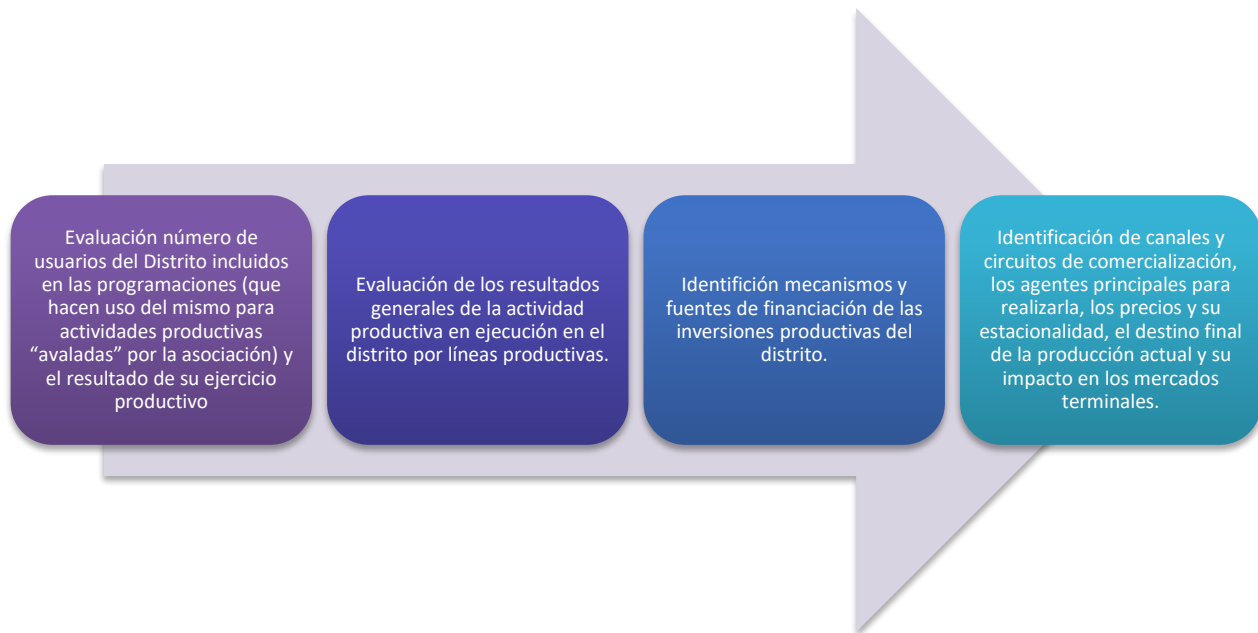 Evaluación número de
usuarios del Distrito incluidos
en las programaciones (que
hacen uso del mismo para
actividades productivas
“avaladas” por la asociación) y
el resultado de su ejercicio
productivo
Evaluación de los resultados
generales de la actividad
productiva en ejecución en el
distrito por líneas productivas.
Identifición mecanismos y
fuentes de financiación de las
inversiones productivas del
distrito.
Identificación de canales y
circuitos de comercialización,
los agentes principales para
realizarla, los precios y su
estacionalidad, el destino final
de la producción actual y su
impacto en los mercados
terminales.